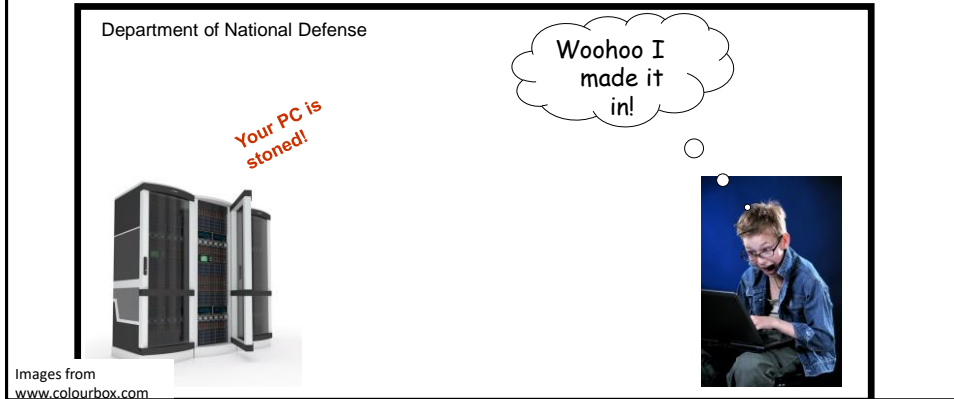 Department of National Defense
Woohoo I
made it
in!
Your PC is
stoned!
Images from
www.colourbox.com